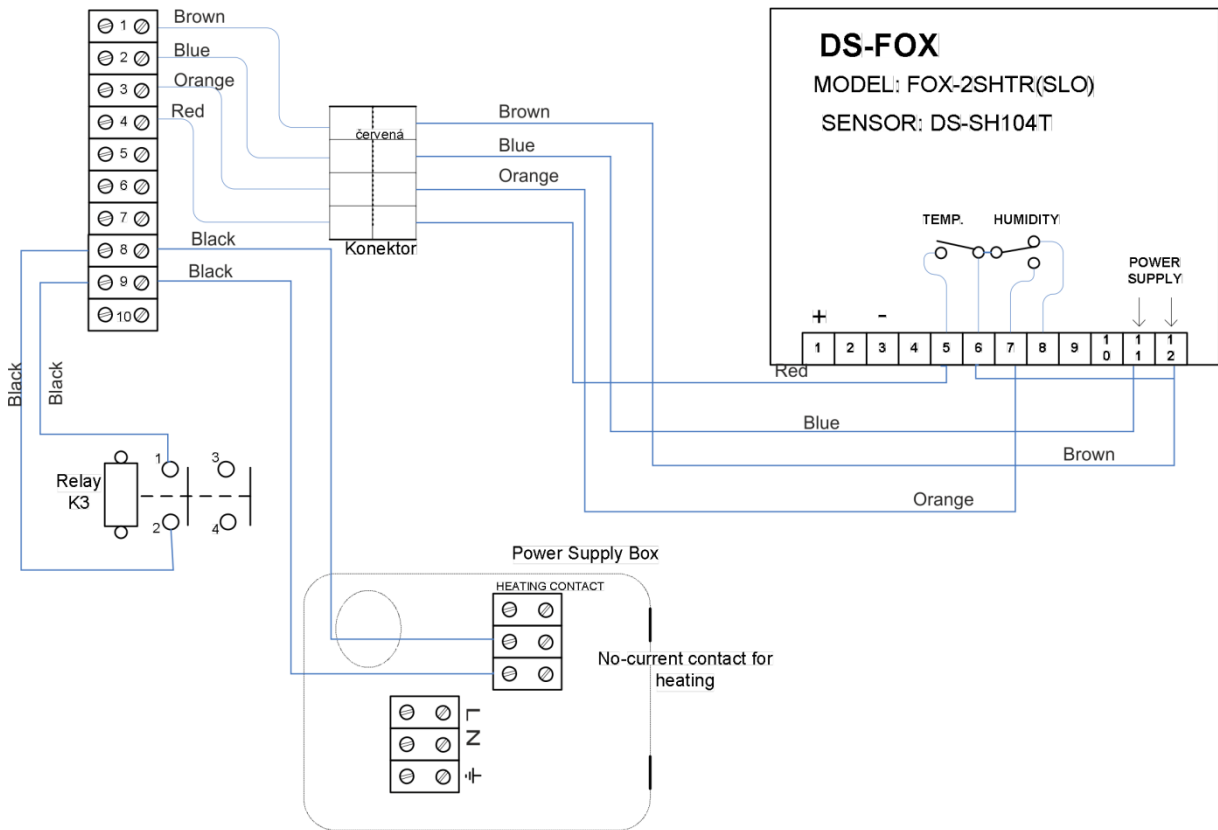 1
Brown
2
Blue
3
Orange
4
Red
5
6
7
8
Black
9
Black
10
červená
Konektor
Brown
Blue
Orange
DS-FOX
MODEL: FOX-2SHTR(SLO)
SENSOR: DS-SH104T
TEMP. HUMIDITY
POWER
SUPPLY
+ -
1 2 3 4 5 6 7 8 9 10 11 12
Red
Blue
Brown
Orange
Black
Black
Relay
K3
1
3
2
4
Power Supply Box
HEATING CONTACT
No-current contact for
heating
L
N